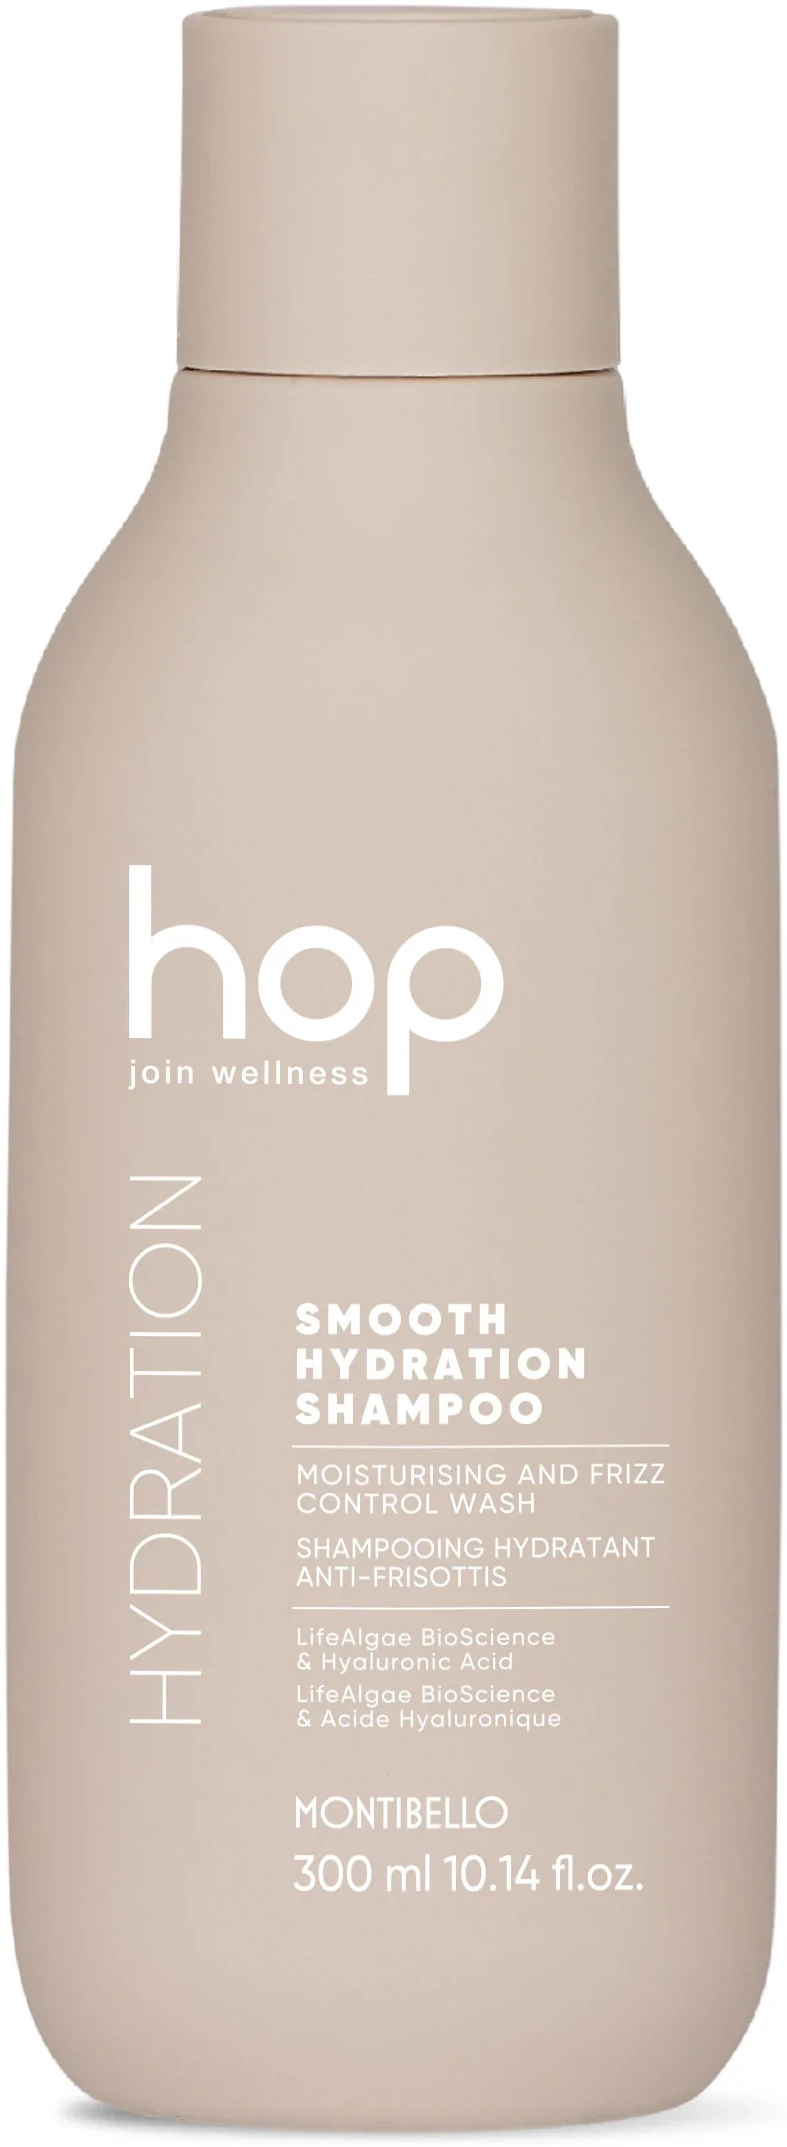 hop
join wellness
HYDRATION
SMOOTH
HYDRATION
SHAMPOO
MOISTURISING AND FRIZZ
CONTROL WASH
SHAMPOOING HYDRATANT
ANTI-FRISOTTIS
LifeAlgae BioScience
& Hyaluronic Acid
LifeAlgae BioScience
& Acide Hyaluronique
MONTIBELLO
300 ml 10.14 fl.oz.